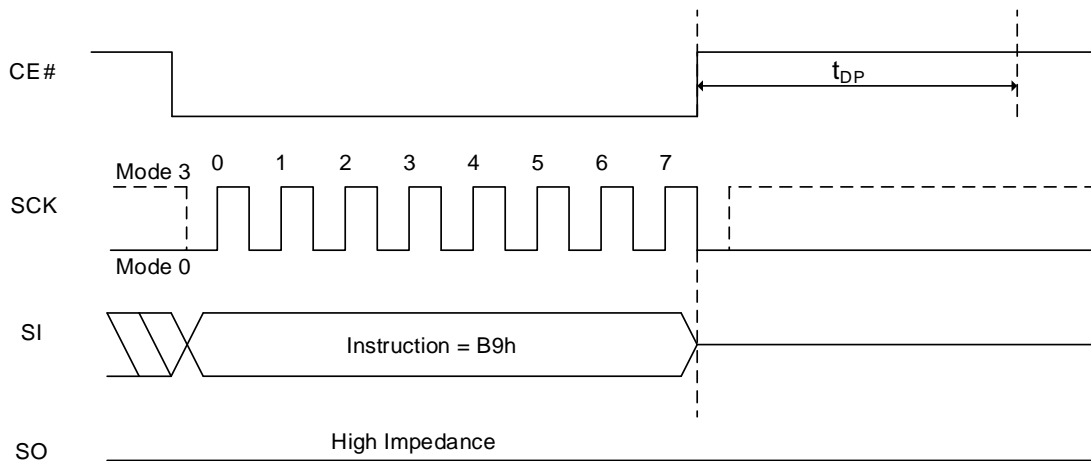 CE#
tDP
Mode 3
0 1 2 3 4 5 6 7
SCK
Mode 0
SI
Instruction = B9h
High Impedance
SO